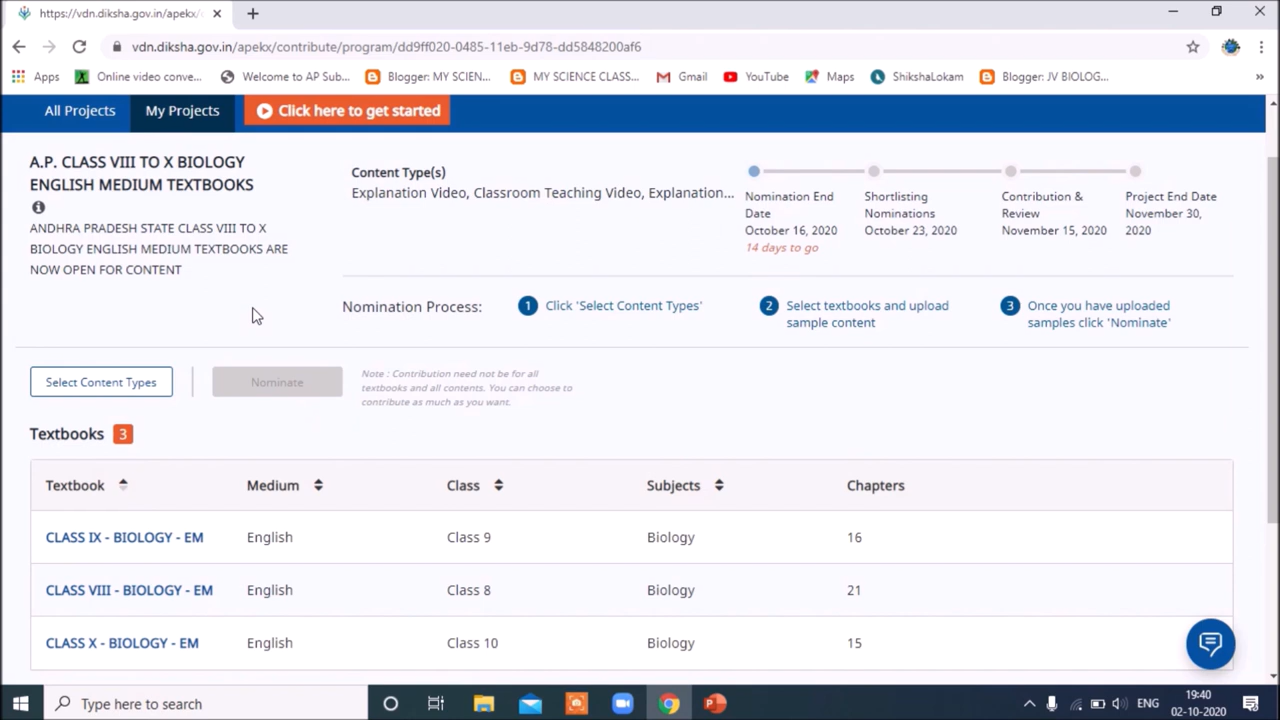 https://vdn.diksha.gov.in/apekx/c
vdn.diksha.gov.in/apekx/contribute/program/dd9ff020-0485-11eb-9d78-dd5848200af6
Apps Online video conve... Welcome to AP Sub... Blogger: MY SCIEN... MY SCIENCE CLASS... Gmail YouTube Maps ShikshaLokam Blogger: JV BIOLOG... »
All Projects My Projects Click here to get started
A.P. CLASS VIII TO X BIOLOGY
ENGLISH MEDIUM TEXTBOOKS
ANDHRA PRADESH STATE CLASS VIII TO X
BIOLOGY ENGLISH MEDIUM TEXTBOOKS ARE
NOW OPEN FOR CONTENT
Content Type(s)
Explanation Video, Classroom Teaching Video, Explanation...
Nomination End
Date
October 16, 2020
14 days to go
Shortlisting
Nominations
October 23, 2020
Contribution &
Review
November 15, 2020
Project End Date
November 30,
2020
Nomination Process:
1 Click 'Select Content Types'
2 Select textbooks and upload
sample content
3 Once you have uploaded
samples click 'Nominate'
Select Content Types Nominate
Note : Contribution need not be for all
textbooks and all contents. You can choose to
contribute as much as you want.
Textbooks 3
Textbook Medium Class Subjects Chapters
CLASS IX - BIOLOGY - EM English Class 9 Biology 16
CLASS VIII - BIOLOGY - EM English Class 8 Biology 21
CLASS X - BIOLOGY - EM English Class 10 Biology 15
Type here to search
ENG
19:40
02-10-2020